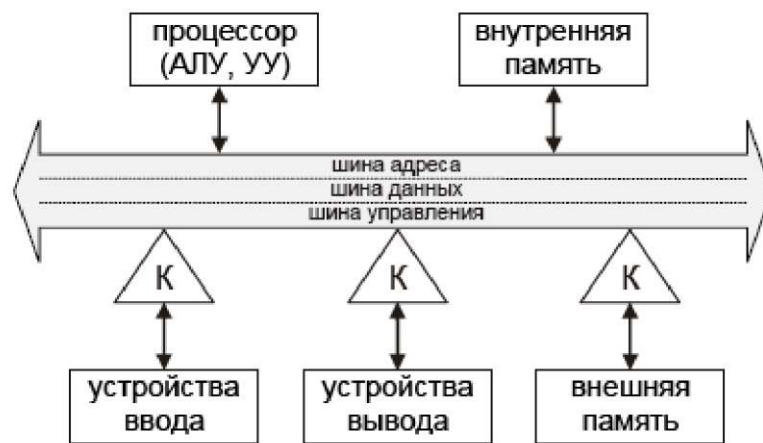 процессор
(АЛУ, УУ)
внутренняя
память
шина адреса
шина данных
шина управления
К
К
К
устройства
ввода
устройства
вывода
внешняя
память